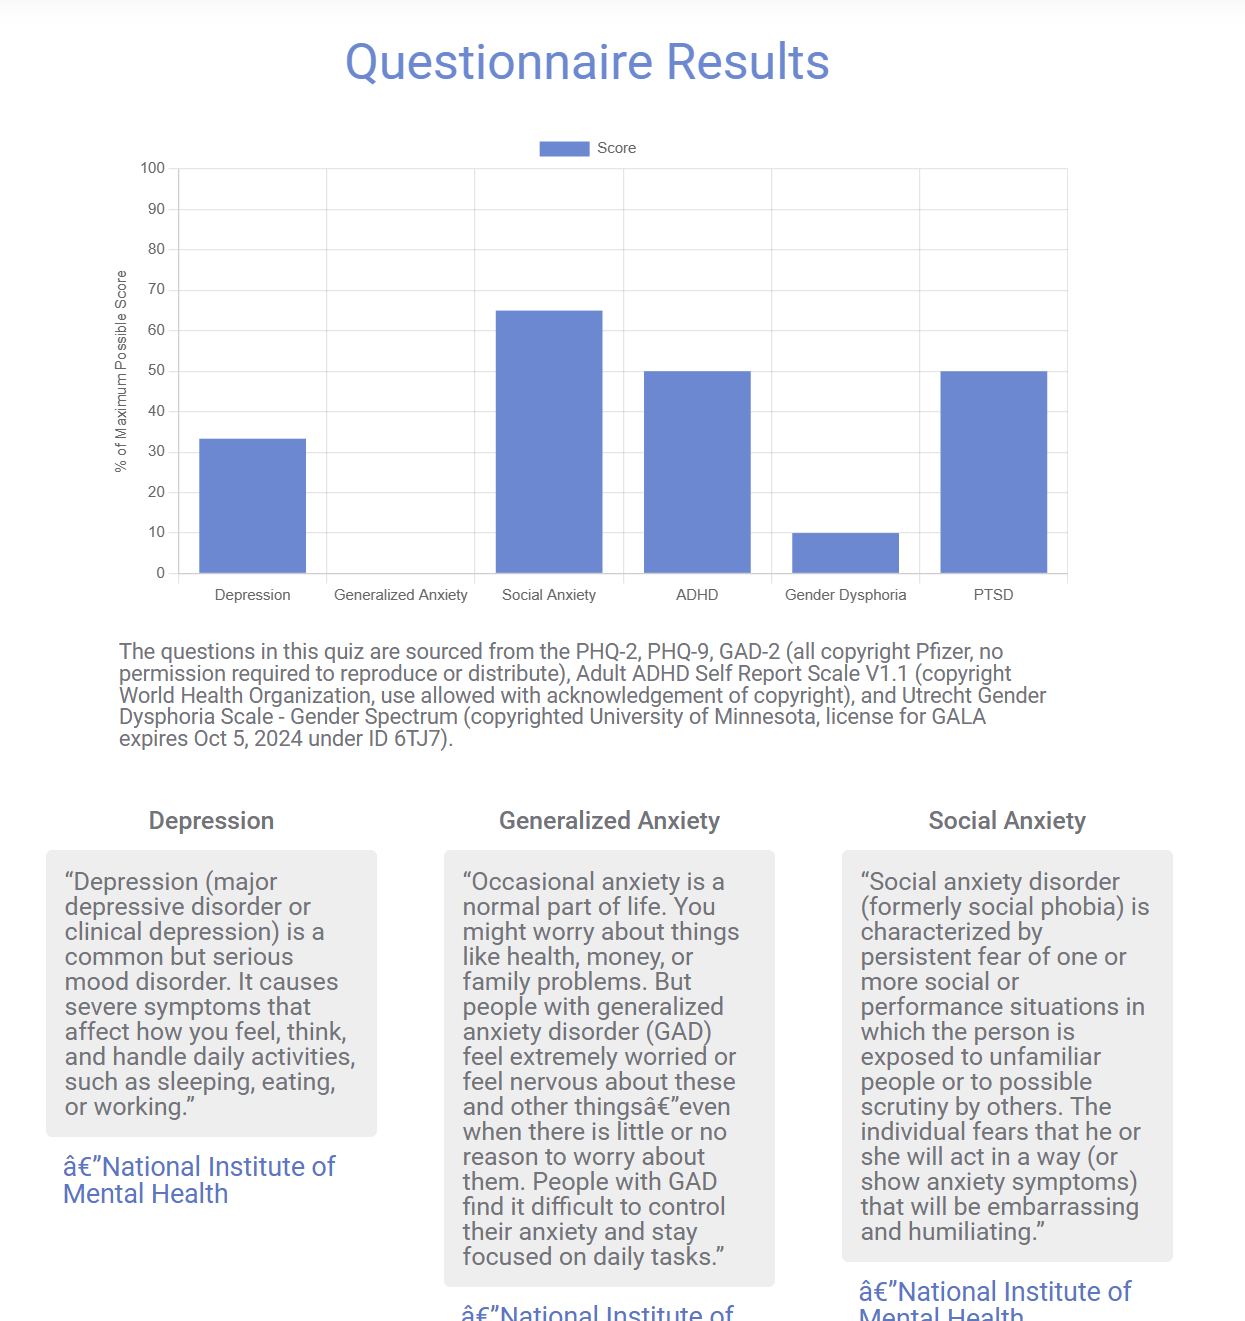 Questionnaire Results
Score
100
90
80
70
60
50
40
30
20
10
0
% of Maximum Possible Score
Depression
Generalized Anxiety
Social Anxiety
ADHD
Gender Dysphoria
PTSD
The questions in this quiz are sourced from the PHQ-2, PHQ-9, GAD-2 (all copyright Pfizer, no
permission required to reproduce or distribute), Adult ADHD Self Report Scale V1.1 (copyright
World Health Organization, use allowed with acknowledgement of copyright), and Utrecht Gender
Dysphoria Scale - Gender Spectrum (copyrighted University of Minnesota, license for GALA
expires Oct 5, 2024 under ID 6TJ7).
Depression
“Depression (major
depressive disorder or
clinical depression) is a
common but serious
mood disorder. It causes
severe symptoms that
affect how you feel, think,
and handle daily activities,
such as sleeping, eating,
or working.”
â€”National Institute of
Mental Health
Generalized Anxiety
“Occasional anxiety is a
normal part of life. You
might worry about things
like health, money, or
family problems. But
people with generalized
anxiety disorder (GAD)
feel extremely worried or
feel nervous about these
and other thingsâ€”even
when there is little or no
reason to worry about
them. People with GAD
find it difficult to control
their anxiety and stay
focused on daily tasks.”
â€”National Institute of
Social Anxiety
“Social anxiety disorder
(formerly social phobia) is
characterized by
persistent fear of one or
more social or
performance situations in
which the person is
exposed to unfamiliar
people or to possible
scrutiny by others. The
individual fears that he or
she will act in a way (or
show anxiety symptoms)
that will be embarrassing
and humiliating.”
â€”National Institute of
Mental Health